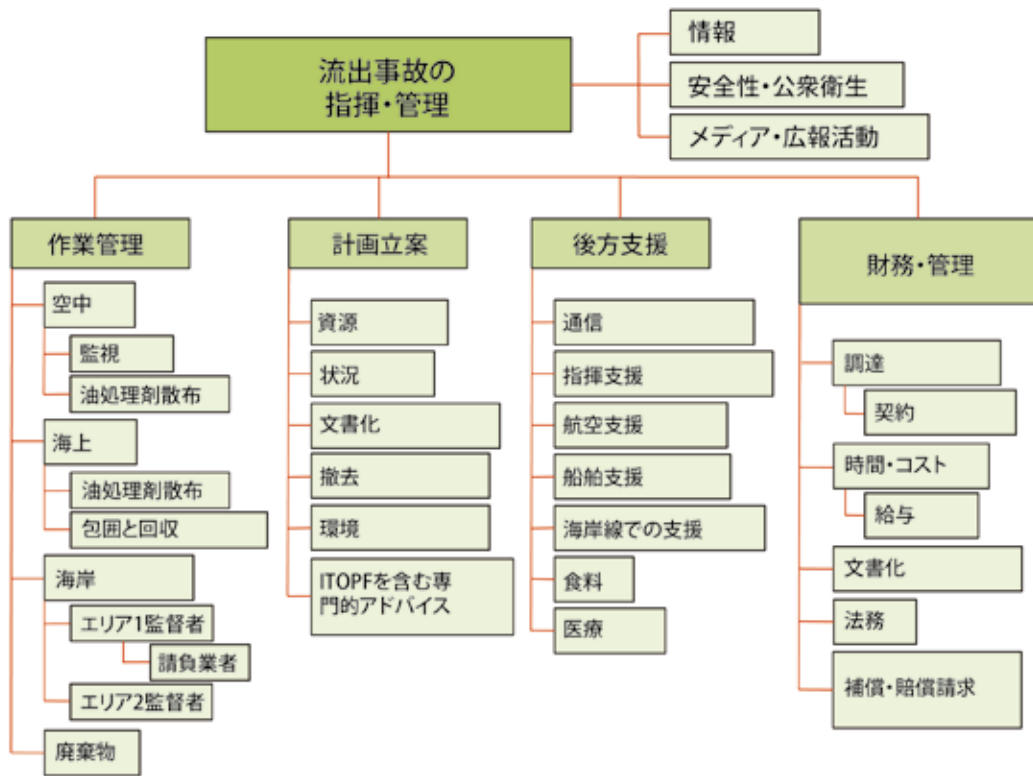 流出事故の
指揮・管理
情報
安全性・公衆衛生
メディア・広報活動
作業管理
空中
監視
油処理剤散布
海上
油処理剤散布
包囲と回収
海岸
エリア1監督者
請負業者
エリア2監督者
廃棄物
計画立案
資源
状況
文書化
撤去
環境
ITOPFを含む専
門的アドバイス
後方支援
通信
指揮支援
航空支援
船舶支援
海岸線での支援
食料
医療
財務・管理
調達
契約
時間・コスト
給与
文書化
法務
補償・賠償請求